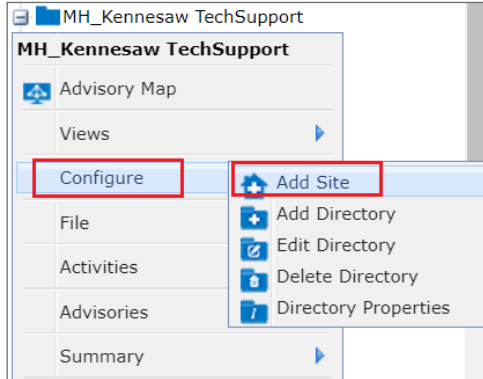 MH_Kennesaw TechSupport
MH_Kennesaw TechSupport
Advisory Map
Views
Configure
Add Site
Add Directory
File
Edit Directory
Activities
Delete Directory
Advisories
Directory Properties
Summary